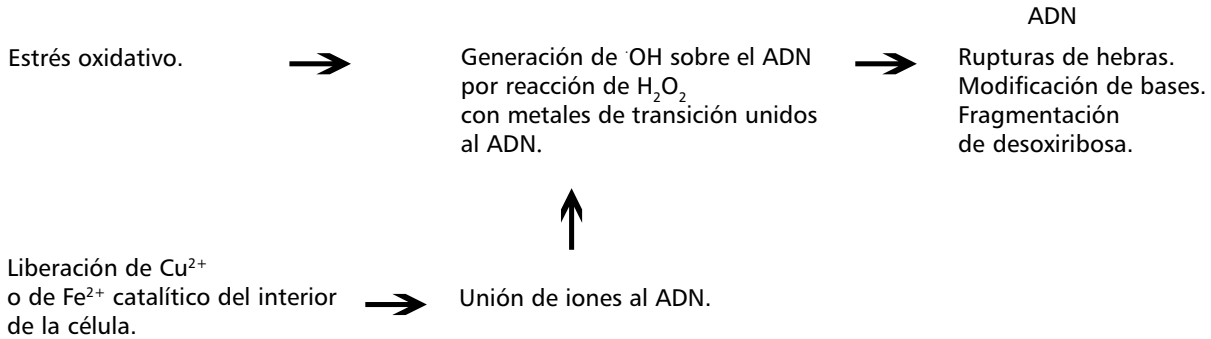 Estrés oxidativo.
Generación de ·OH sobre el ADN
por reacción de H₂O₂
con metales de transición unidos
al ADN.
ADN
Rupturas de hebras.
Modificación de bases.
Fragmentación
de desoxiribosa.
Liberación de Cu²⁺
o de Fe²⁺ catalítico del interior
de la célula.
Unión de iones al ADN.